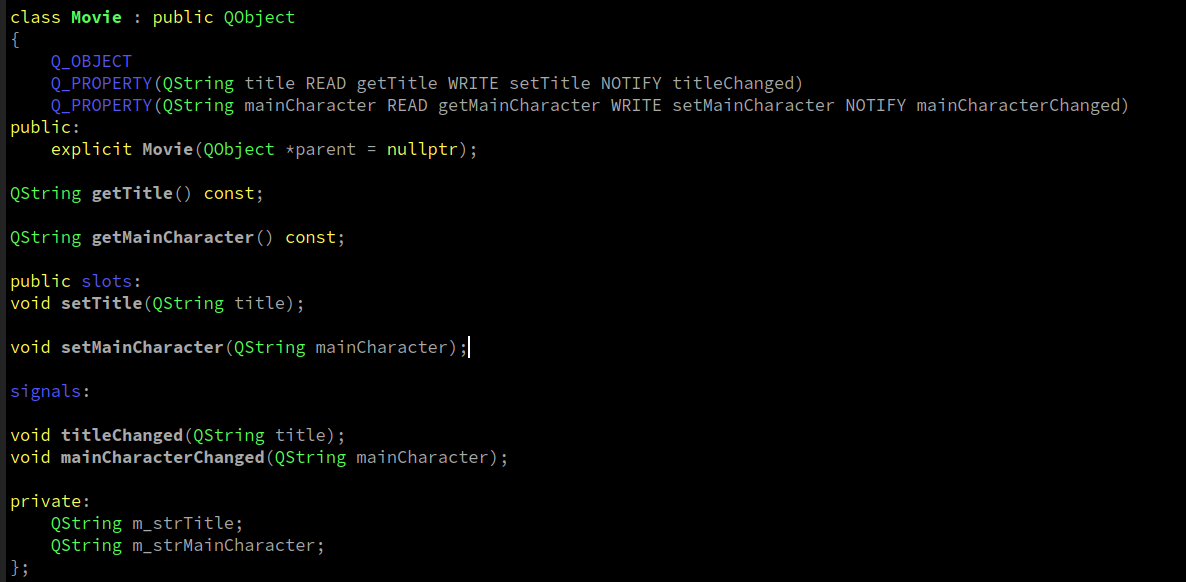 class Movie : public QObject
{
    Q_OBJECT
    Q_PROPERTY(QString title READ getTitle WRITE setTitle NOTIFY titleChanged)
    Q_PROPERTY(QString mainCharacter READ getMainCharacter WRITE setMainCharacter NOTIFY mainCharacterChanged)
public:
    explicit Movie(QObject *parent = nullptr);

QString getTitle() const;

QString getMainCharacter() const;

public slots:
void setTitle(QString title);

void setMainCharacter(QString mainCharacter);

signals:

void titleChanged(QString title);
void mainCharacterChanged(QString mainCharacter);

private:
    QString m_strTitle;
    QString m_strMainCharacter;
};